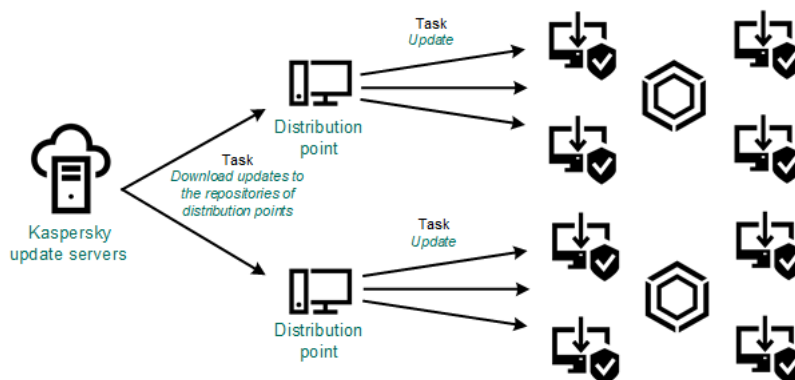 Task
Update
Distribution
point
Task
Download updates to
the repositories of
distribution points
Kaspersky
update servers
Task
Update
Distribution
point